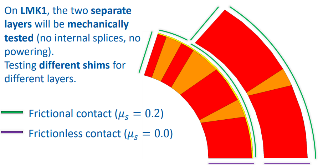 On LMK1, the two separate
layers will be mechanically
tested (no internal splices, no
powering).
Testing different shims for
different layers.
Frictional contact (μₛ = 0.2)
Frictionless contact (μₛ = 0.0)